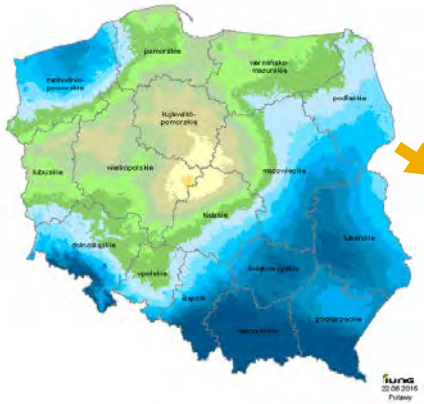 pomorskie
warmińsko-
mazurskie
zachodnio-
pomorskie
podlaskie
kujawsko-
pomorskie
lubuskie
wielkopolskie
mazowieckie
łódzkie
dolnośląskie
lubelskie
opolskie
świętokrzyskie
śląskie
podkarpackie
małopolskie
IUNG
22.06.2015
Puławy